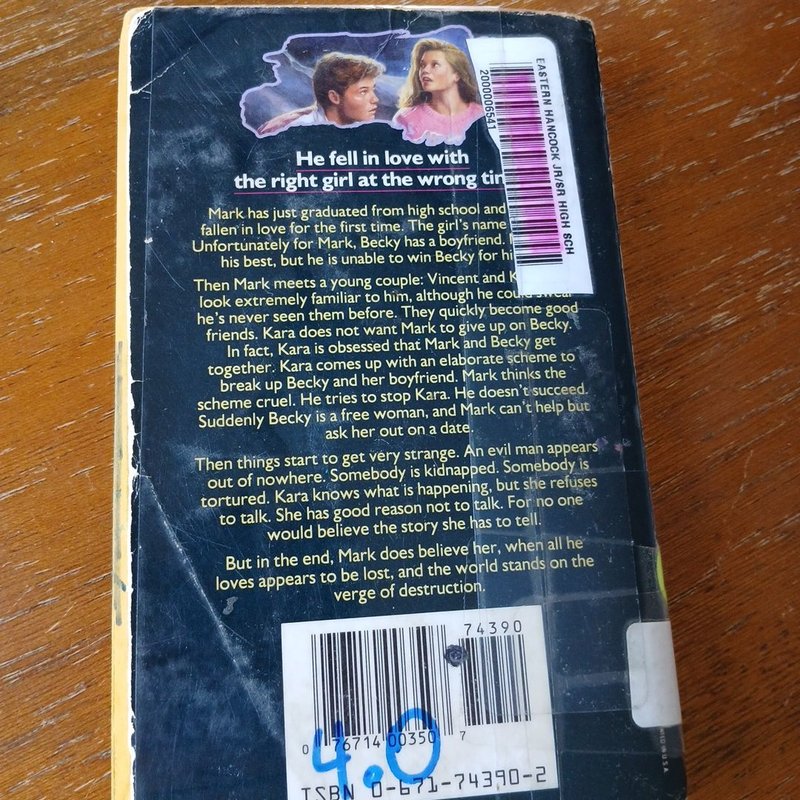 EASTERN HANCOCK JR/SR HIGH SCH
2000006541
He fell in love with
the right girl at the wrong
Mark has just graduated from high school and
fallen in love for the first time. The girl's name
Unfortunately for Mark, Becky has a boyfriend.
his best, but he is unable to win Becky for
Then Mark meets a young couple: Vincent and
look extremely familiar to him, although he could swear
he's never seen them before. They quickly become good
friends. Kara does not want Mark to give up on Becky.
In fact, Kara is obsessed that Mark and Becky get
together. Kara comes up with an elaborate scheme to
break up Becky and her boyfriend. Mark thinks the
scheme cruel. He tries to stop Kara. He doesn't succeed.
Suddenly Becky is a free woman, and Mark can't help but
ask her out on a date.
Then things start to get very strange. An evil man appears
out of nowhere. Somebody is kidnapped. Somebody is
tortured. Kara knows what is happening, but she refuses
to talk. She has good reason not to talk. For no one
would believe the story she has to tell.
But in the end, Mark does believe her, when all he
loves appears to be lost, and the world stands on the
verge of destruction.
74390
0 76714 00350 7
4.0
ISBN 0-671-74390-2
IN U.S.A.